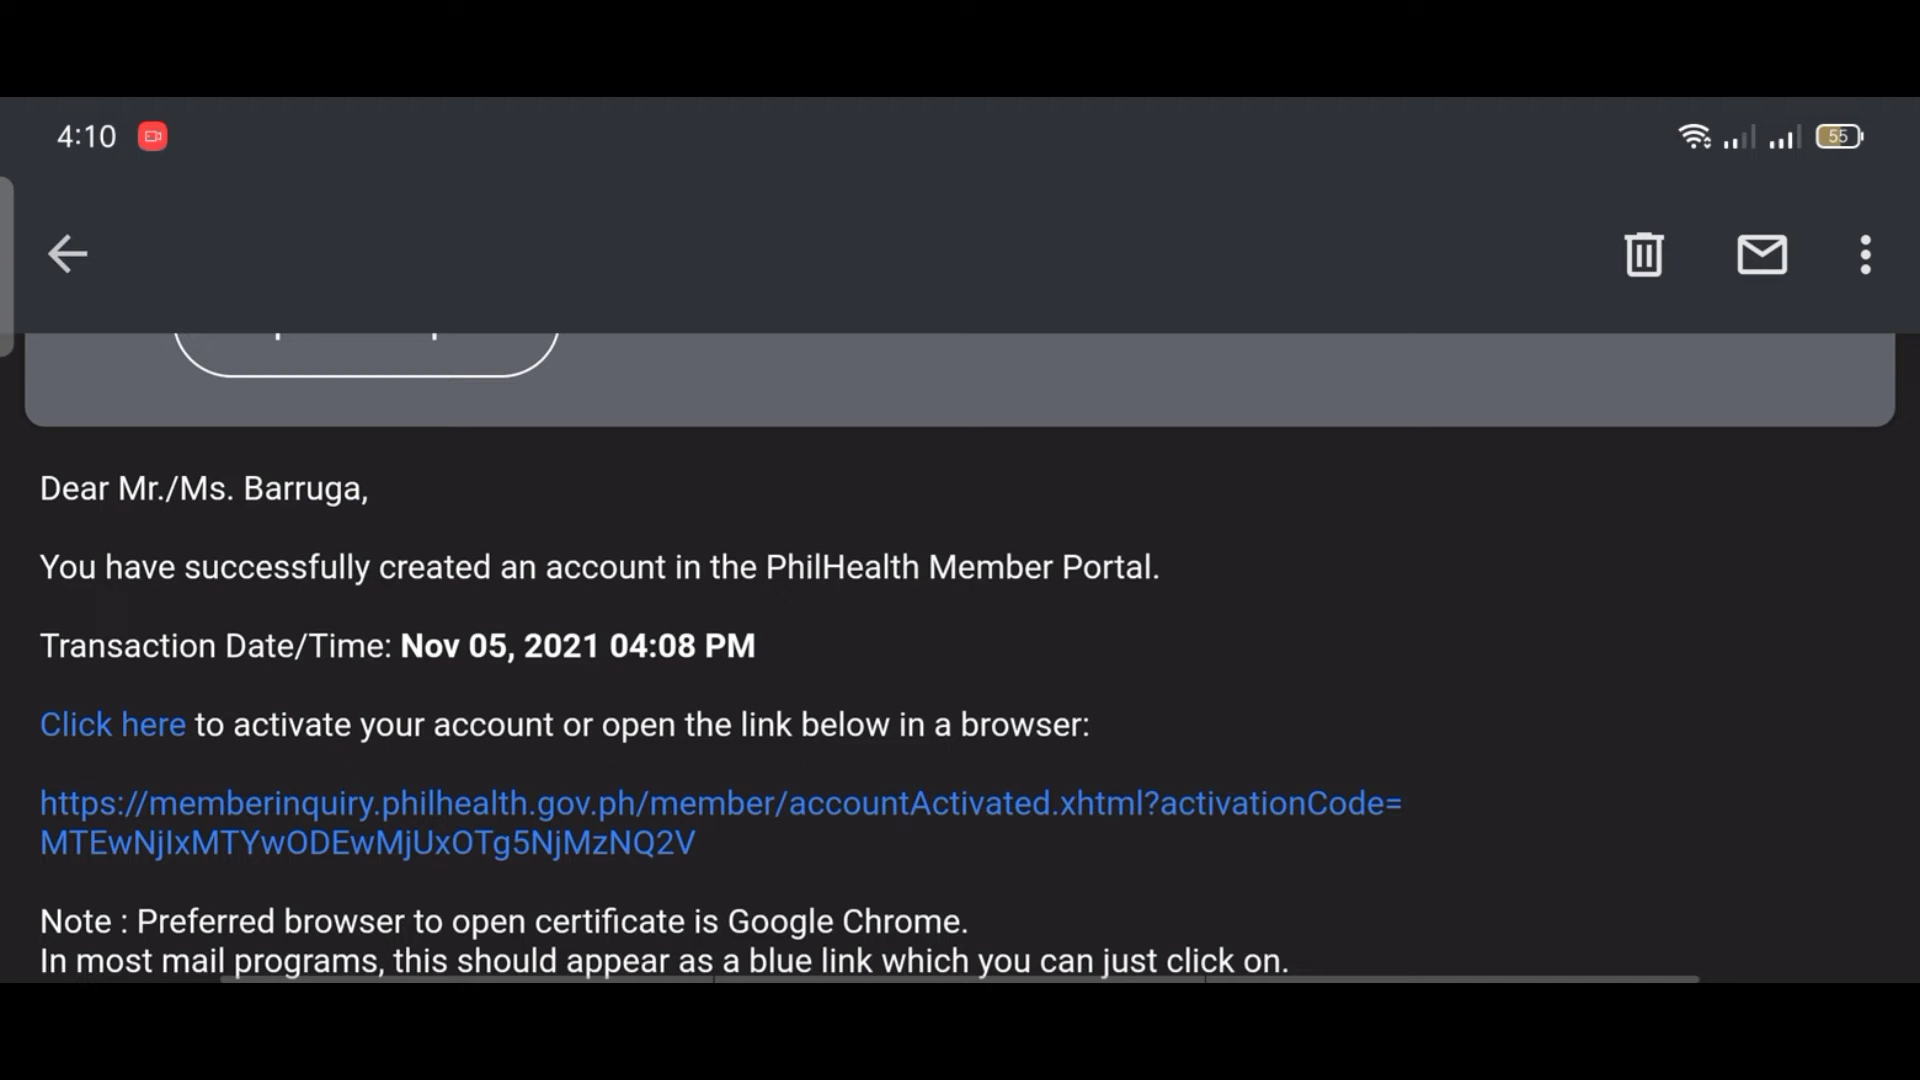 4:10
55
Dear Mr./Ms. Barruga,
You have successfully created an account in the PhilHealth Member Portal.
Transaction Date/Time: Nov 05, 2021 04:08 PM
Click here to activate your account or open the link below in a browser:
https://memberinquiry.philhealth.gov.ph/member/accountActivated.xhtml?activationCode=
MTEwNjIxMTYwODEwMjUxOTg5NjMzNQ2V
Note : Preferred browser to open certificate is Google Chrome.
In most mail programs, this should appear as a blue link which you can just click on.